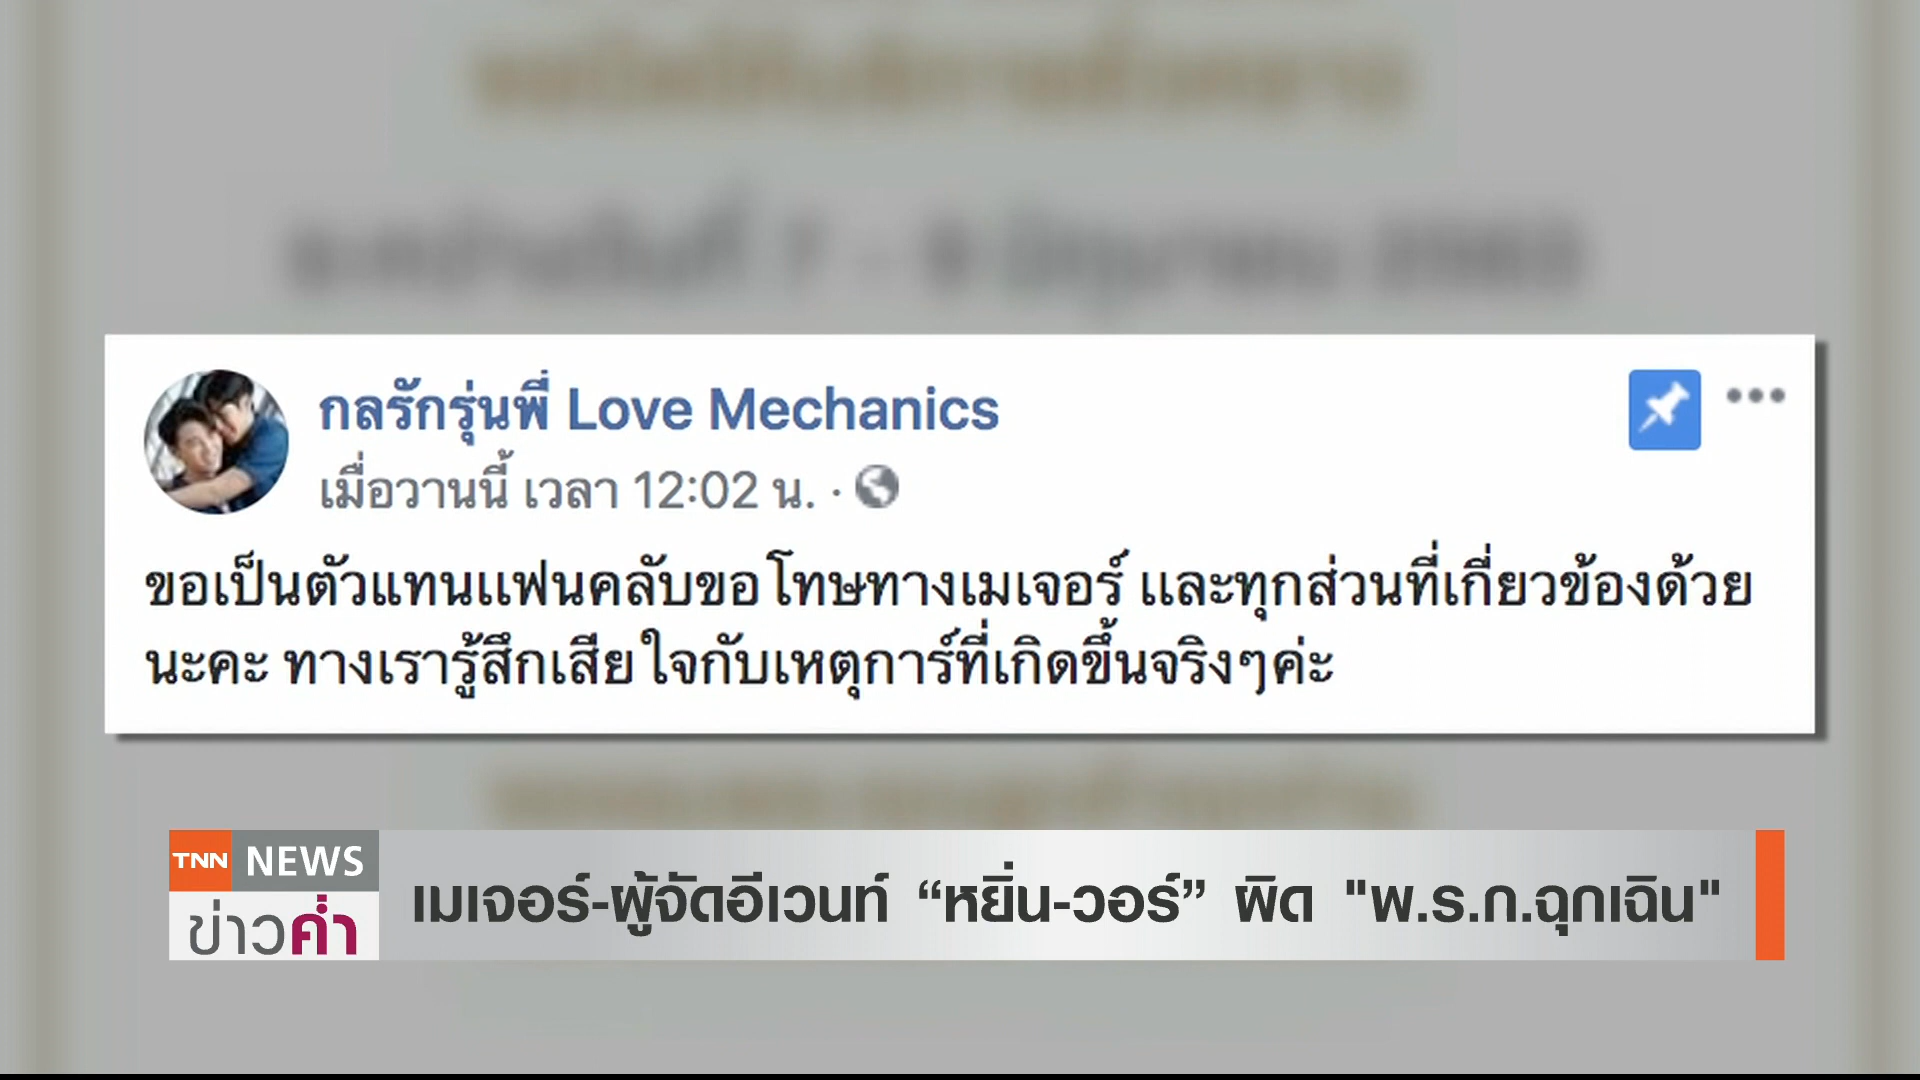 กลรักรุ่นพี่ Love Mechanics
เมื่อวานนี้ เวลา 12:02 น. ·
ขอเป็นตัวแทนแฟนคลับขอโทษทางเมเจอร์ และทุกส่วนที่เกี่ยวข้องด้วย
นะคะ ทางเรารู้สึกเสียใจกับเหตุการ์ที่เกิดขึ้นจริงๆค่ะ
TNN NEWS
ข่าวค่ำ
เมเจอร์-ผู้จัดอีเวนท์ “หยิ่น-วอร์” ผิด "พ.ร.ก.ฉุกเฉิน"